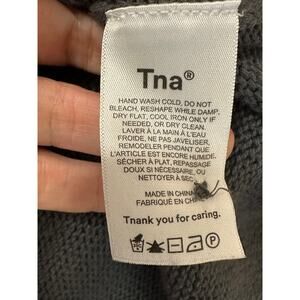 Tna®
HAND WASH COLD, DO NOT
BLEACH, RESHAPE WHILE DAMP,
DRY FLAT, COOL IRON ONLY IF
NEEDED, OR DRY CLEAN.
LAVER À LA MAIN À L'EAU
FROIDE, NE PAS JAVELISER,
REMODELER PENDANT QUE
L'ARTICLE EST ENCORE HUMIDE,
SÉCHER À PLAT, REPASSAGE
DOUX SI NÉCESSAIRE, OU
NETTOYER À SEC.
MADE IN CHINA
FABRIQUÉ EN
Thank you for caring.
P